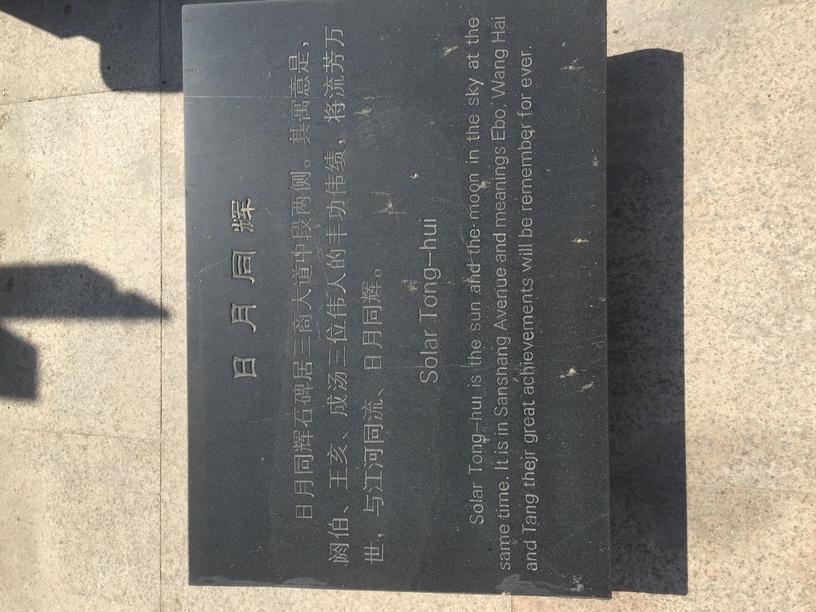 日月同辉
日月同辉石碑居三商大道中段两侧。其寓意是，
阏伯、王亥、成汤三位伟人的丰功伟绩，将流芳万
世，与江河同流、日月同辉。
Solar Tong-hui
Solar Tong-hui is the sun and the moon in the sky at the
same time. It is in Sanshang Avenue and meanings Ebo, Wang Hai
and Tang their great achievements will be remember for ever.